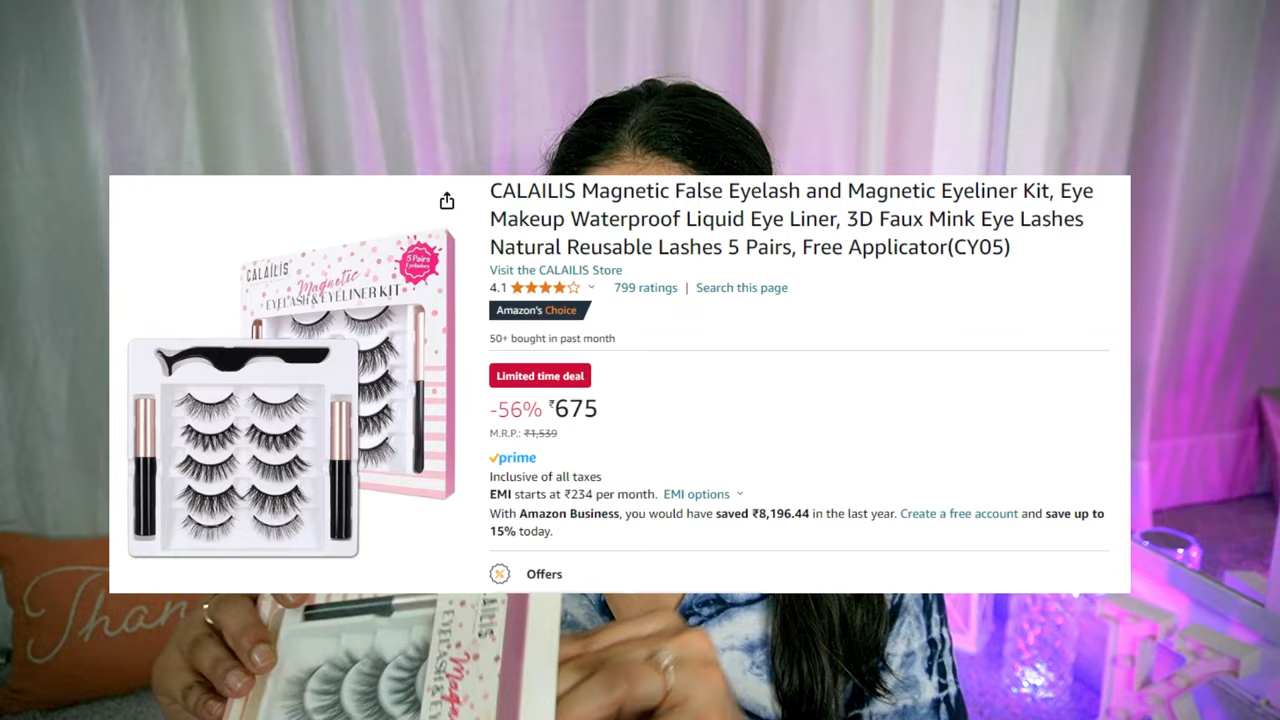 CALAILIS Magnetic False Eyelash and Magnetic Eyeliner Kit, Eye
Makeup Waterproof Liquid Eye Liner, 3D Faux Mink Eye Lashes
Natural Reusable Lashes 5 Pairs, Free Applicator(CY05)
Visit the CALAILIS Store
4.1 799 ratings | Search this page
Amazon's Choice
50+ bought in past month
Limited time deal
-56% ₹675
M.R.P.: ₹1,539
prime
Inclusive of all taxes
EMI starts at ₹234 per month. EMI options
With Amazon Business, you would have saved ₹8,196.44 in the last year. Create a free account and save up to
15% today.
Offers
CALAILIS
Magnetic
EYELASH & EYELINER KIT
5 Pairs
Eyelashes
Than